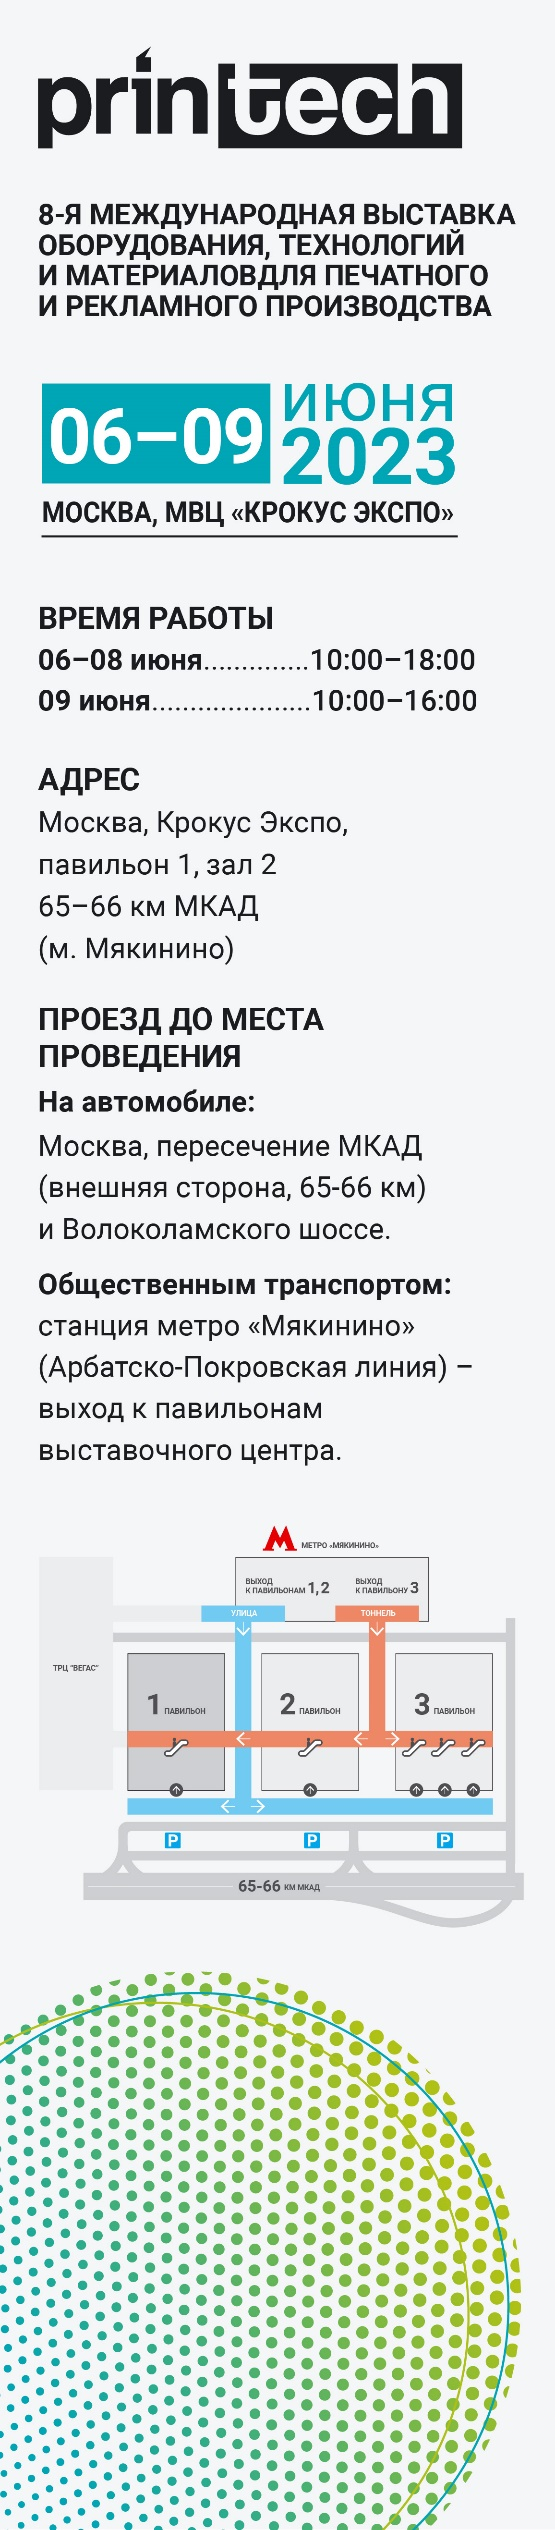 printech
8-Я МЕЖДУНАРОДНАЯ ВЫСТАВКА
ОБОРУДОВАНИЯ, ТЕХНОЛОГИЙ
И МАТЕРИАЛОВДЛЯ ПЕЧАТНОГО
И РЕКЛАМНОГО ПРОИЗВОДСТВА
06–09 ИЮНЯ
2023
МОСКВА, МВЦ «КРОКУС ЭКСПО»
ВРЕМЯ РАБОТЫ
06–08 июня..............10:00–18:00
09 июня.....................10:00–16:00
АДРЕС
Москва, Крокус Экспо,
павильон 1, зал 2
65–66 км МКАД
(м. Мякинино)
ПРОЕЗД ДО МЕСТА
ПРОВЕДЕНИЯ
На автомобиле:
Москва, пересечение МКАД
(внешняя сторона, 65-66 км)
и Волоколамского шоссе.
Общественным транспортом:
станция метро «Мякинино»
(Арбатско-Покровская линия) –
выход к павильонам
выставочного центра.
М МЕТРО «МЯКИНИНО»
ВЫХОД
К ПАВИЛЬОНАМ 1,2
ВЫХОД
К ПАВИЛЬОНУ 3
УЛИЦА
ТОННЕЛЬ
ТРЦ "ВЕГАС"
1 ПАВИЛЬОН
2 ПАВИЛЬОН
3 ПАВИЛЬОН
P
P
P
65-66 КМ МКАД